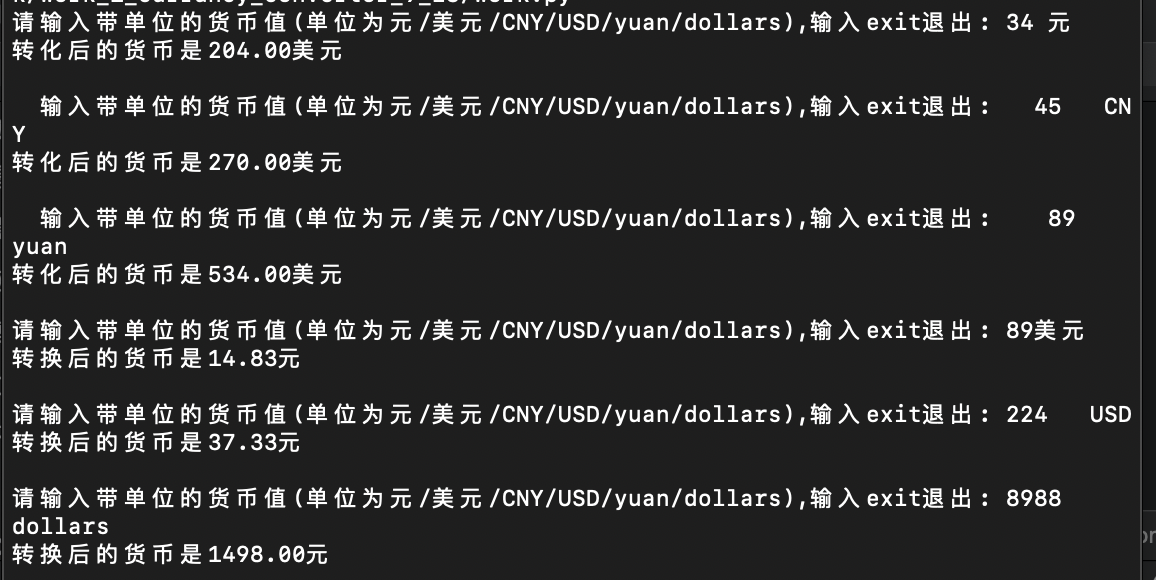 请输入带单位的货币值(单位为元/美元/CNY/USD/yuan/dollars),输入exit退出: 34 元
转化后的货币是204.00美元
输入带单位的货币值(单位为元/美元/CNY/USD/yuan/dollars),输入exit退出: 45 CN
Y
转化后的货币是270.00美元
输入带单位的货币值(单位为元/美元/CNY/USD/yuan/dollars),输入exit退出: 89
yuan
转化后的货币是534.00美元
请输入带单位的货币值(单位为元/美元/CNY/USD/yuan/dollars),输入exit退出: 89美元
转换后的货币是14.83元
请输入带单位的货币值(单位为元/美元/CNY/USD/yuan/dollars),输入exit退出: 224 USD
转换后的货币是37.33元
请输入带单位的货币值(单位为元/美元/CNY/USD/yuan/dollars),输入exit退出: 8988
dollars
转换后的货币是1498.00元